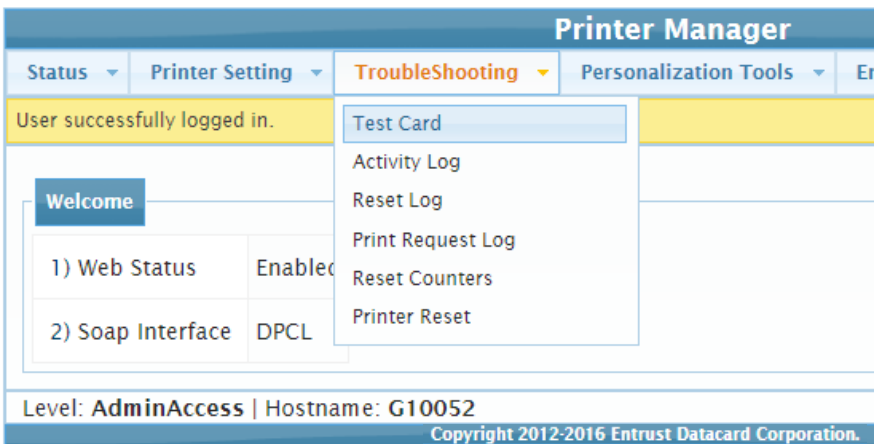 Printer Manager
Status Printer Setting TroubleShooting Personalization Tools
User successfully logged in.
Test Card
Activity Log
Reset Log
Print Request Log
Reset Counters
Printer Reset
Welcome
1) Web Status Enabled
2) Soap Interface DPCL
Level: AdminAccess | Hostname: G10052
Copyright 2012-2016 Entrust Datacard Corporation.